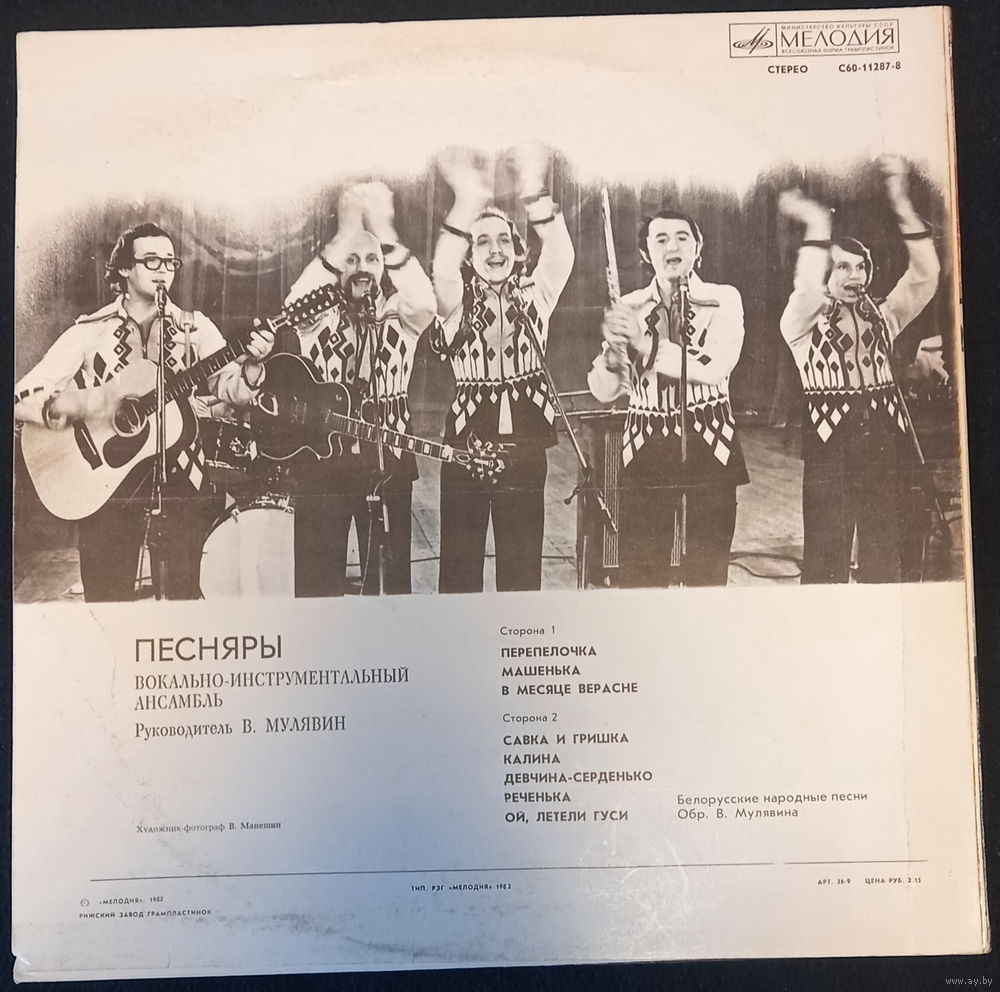 МИНИСТЕРСТВО КУЛЬТУРЫ СССР
МЕЛОДИЯ
ВСЕСОЮЗНАЯ ФИРМА ГРАМПЛАСТИНОК
СТЕРЕО С60-11287-8
ПЕСНЯРЫ
ВОКАЛЬНО-ИНСТРУМЕНТАЛЬНЫЙ
АНСАМБЛЬ
Руководитель В. МУЛЯВИН
Художник-фотограф В. Манешин
Сторона 1
ПЕРЕПЕЛОЧКА
МАШЕНЬКА
В МЕСЯЦЕ ВЕРАСНЕ
Сторона 2
САВКА И ГРИШКА
КАЛИНА
ДЕВЧИНА-СЕРДЕНЬКО
РЕЧЕНЬКА
ОЙ, ЛЕТЕЛИ ГУСИ
Белорусские народные песни
Обр. В. Мулявина
© «МЕЛОДИЯ», 1982
РИЖСКИЙ ЗАВОД ГРАМПЛАСТИНОК
ТИП. РЗГ «МЕЛОДИЯ» 1982
АРТ. 36-9 ЦЕНА РУБ. 2.15
www.ay.by